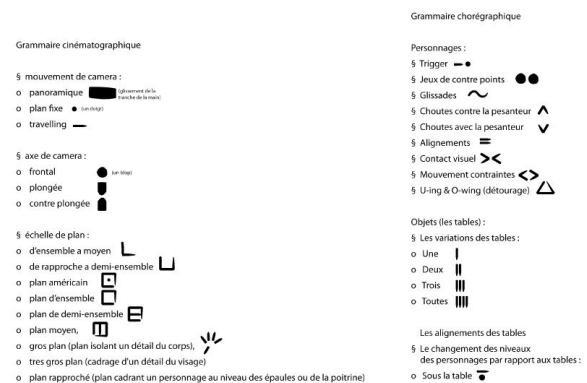 Grammaire cinématographique
§ mouvement de camera :
o panoramique (glissement de la
tranche de la main)
o plan fixe (un doigt)
o travelling
§ axe de camera :
o frontal (un doigt)
o plongée
o contre plongée
§ échelle de plan :
o d'ensemble a moyen
o de rapproche a demi-ensemble
o plan américain
o plan d'ensemble
o plan de demi-ensemble
o plan moyen,
o gros plan (plan isolant un détail du corps),
o tres gros plan (cadrage d'un détail du visage)
o plan rapproché (plan cadrant un personnage au niveau des épaules ou de la poitrine)
Grammaire chorégraphique
Personnages :
§ Trigger
§ Jeux de contre points
§ Glissades
§ Choutes contre la pesanteur
§ Choutes avec la pesanteur
§ Alignements
§ Contact visuel
§ Mouvement contraintes
§ U-ing & O-wing (détourage)
Objets (les tables) :
§ Les variations des tables :
o Une
o Deux
o Trois
o Toutes
Les alignements des tables
§ Le changement des niveaux
des personnages par rapport aux tables :
o Sous la table